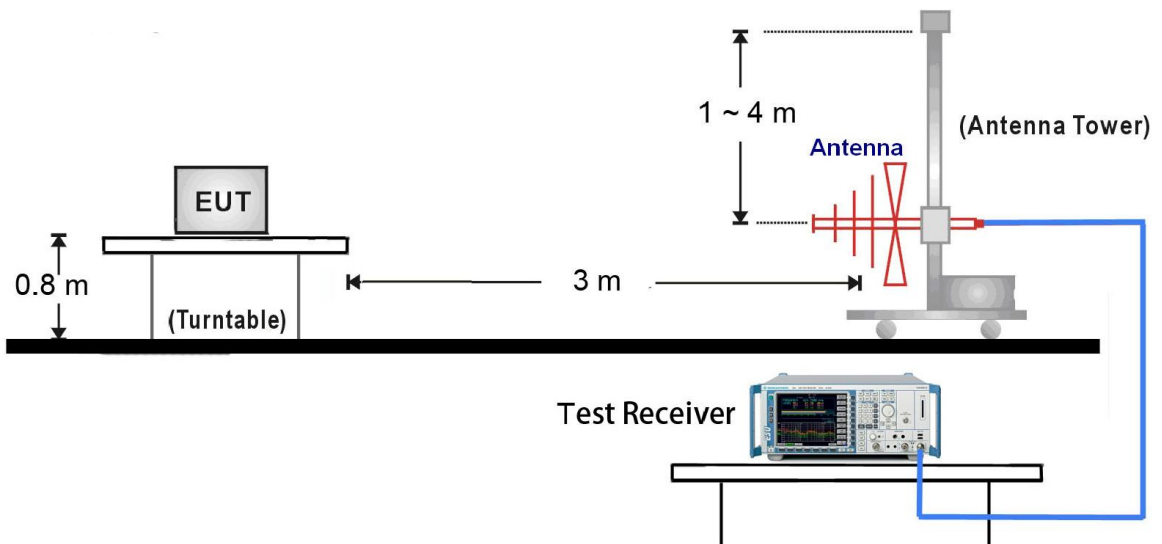 1 ~ 4 m
(Antenna Tower)
Antenna
EUT
0.8 m
3 m
(Turntable)
Test Receiver